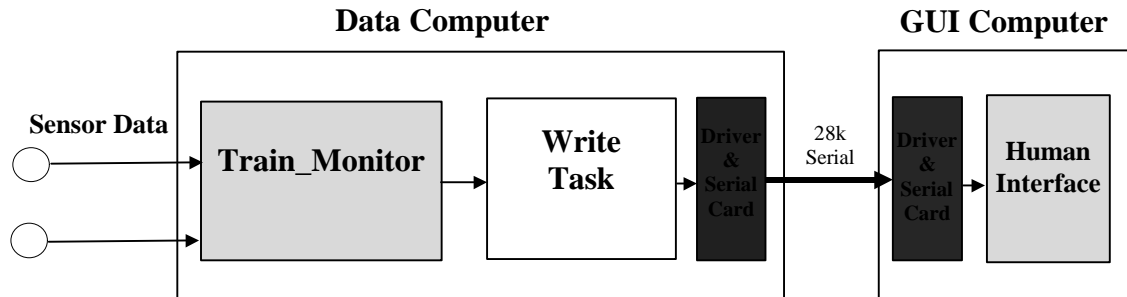 Data Computer
GUI Computer
Sensor Data
Train_Monitor
Write
Task
Driver
&
Serial
Card
28k
Serial
Driver
&
Serial
Card
Human
Interface